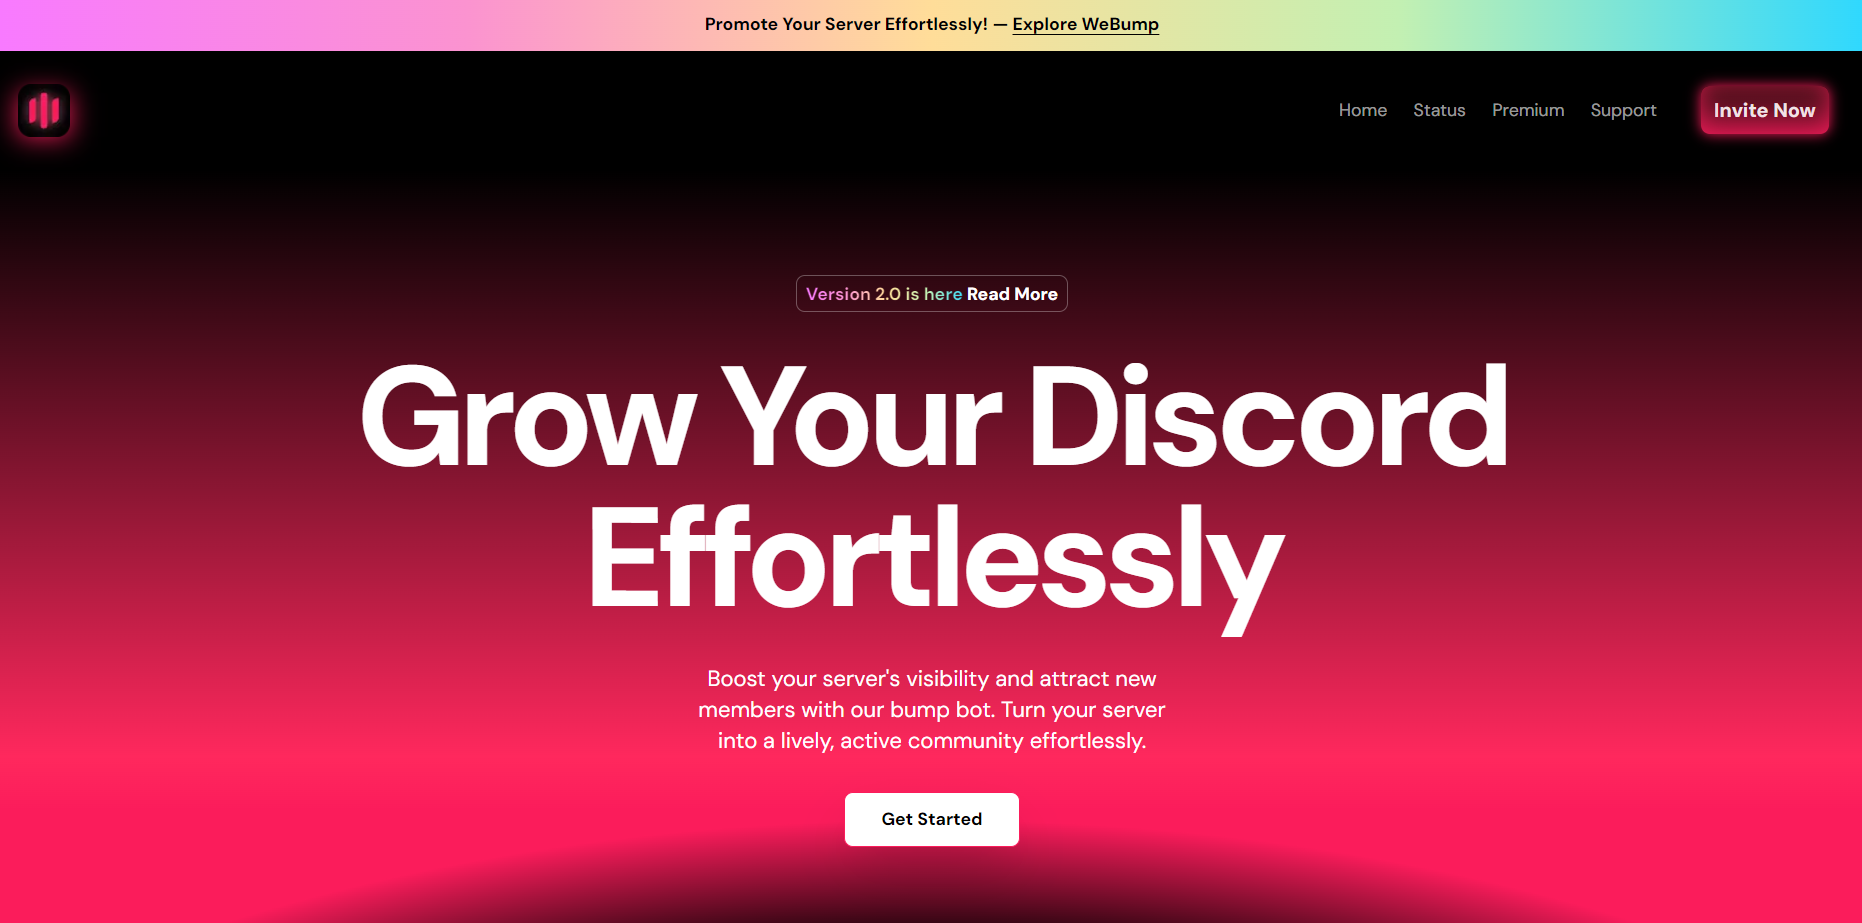 Promote Your Server Effortlessly! — Explore WeBump
Home Status Premium Support Invite Now
Version 2.0 is here Read More
Grow Your Discord
Effortlessly
Boost your server's visibility and attract new
members with our bump bot. Turn your server
into a lively, active community effortlessly.
Get Started